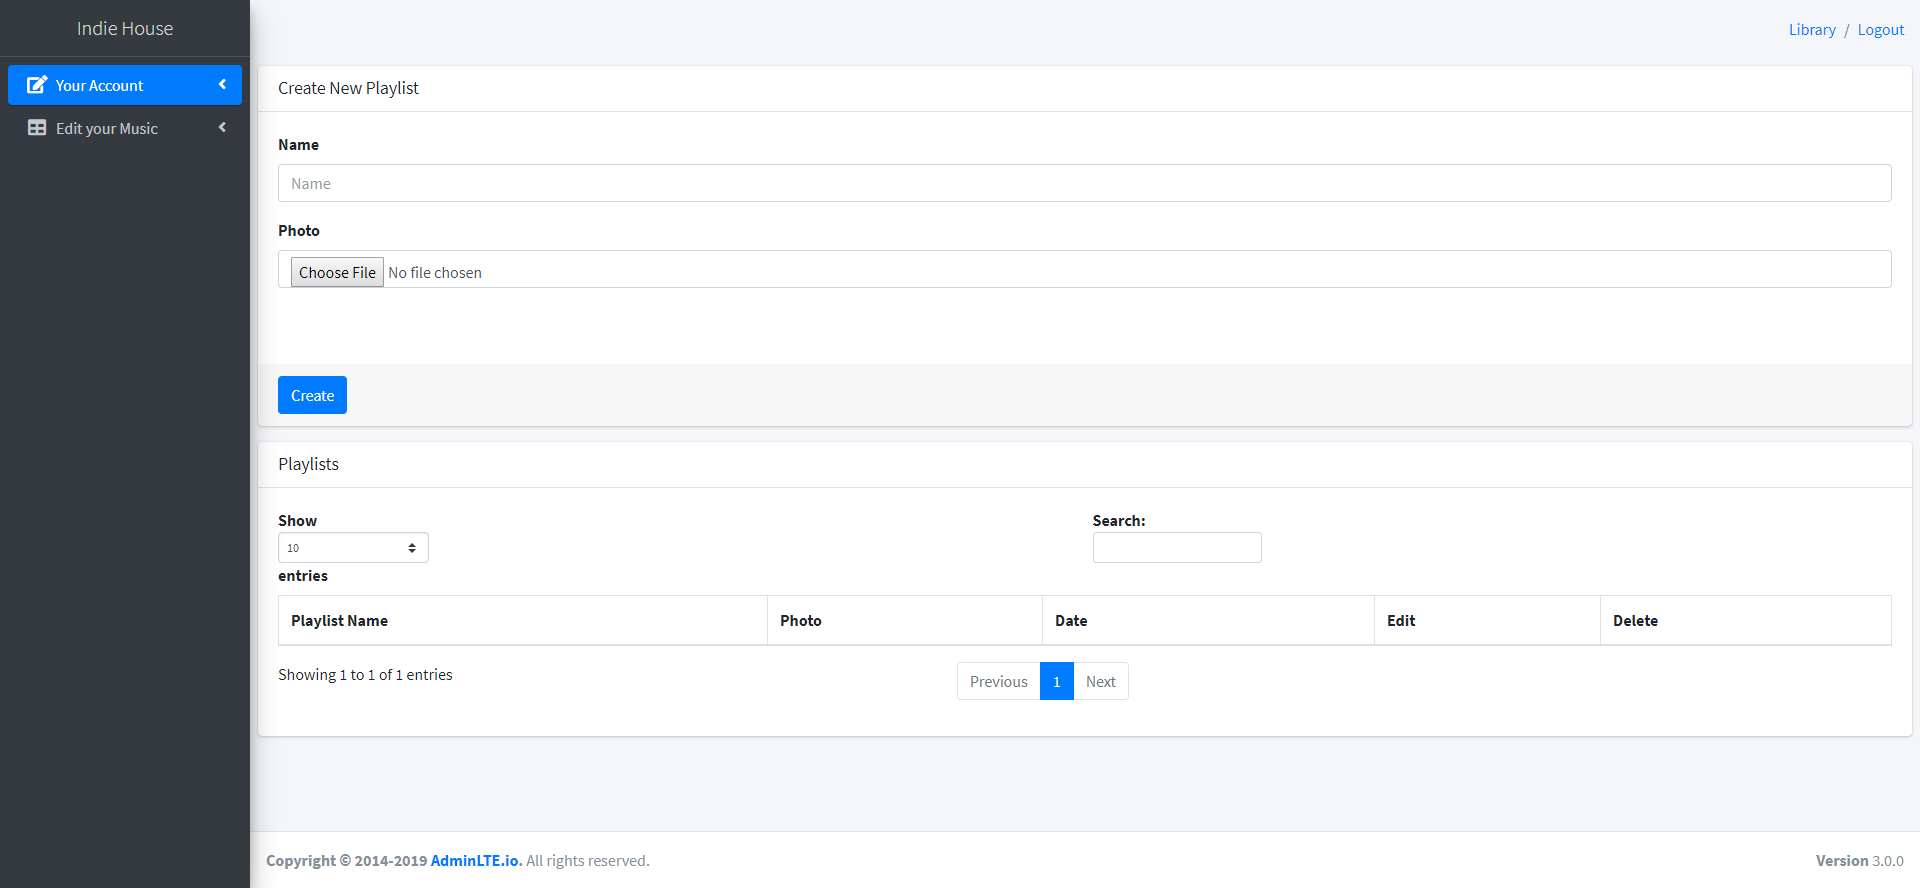 Indie House
Library / Logout
Your Account
Edit your Music
Create New Playlist
Name
Name
Photo
Choose File No file chosen
Create
Playlists
Show
10
entries
Search:
Playlist Name Photo Date Edit Delete
Showing 1 to 1 of 1 entries
Previous 1 Next
Copyright © 2014-2019 AdminLTE.io. All rights reserved.
Version 3.0.0